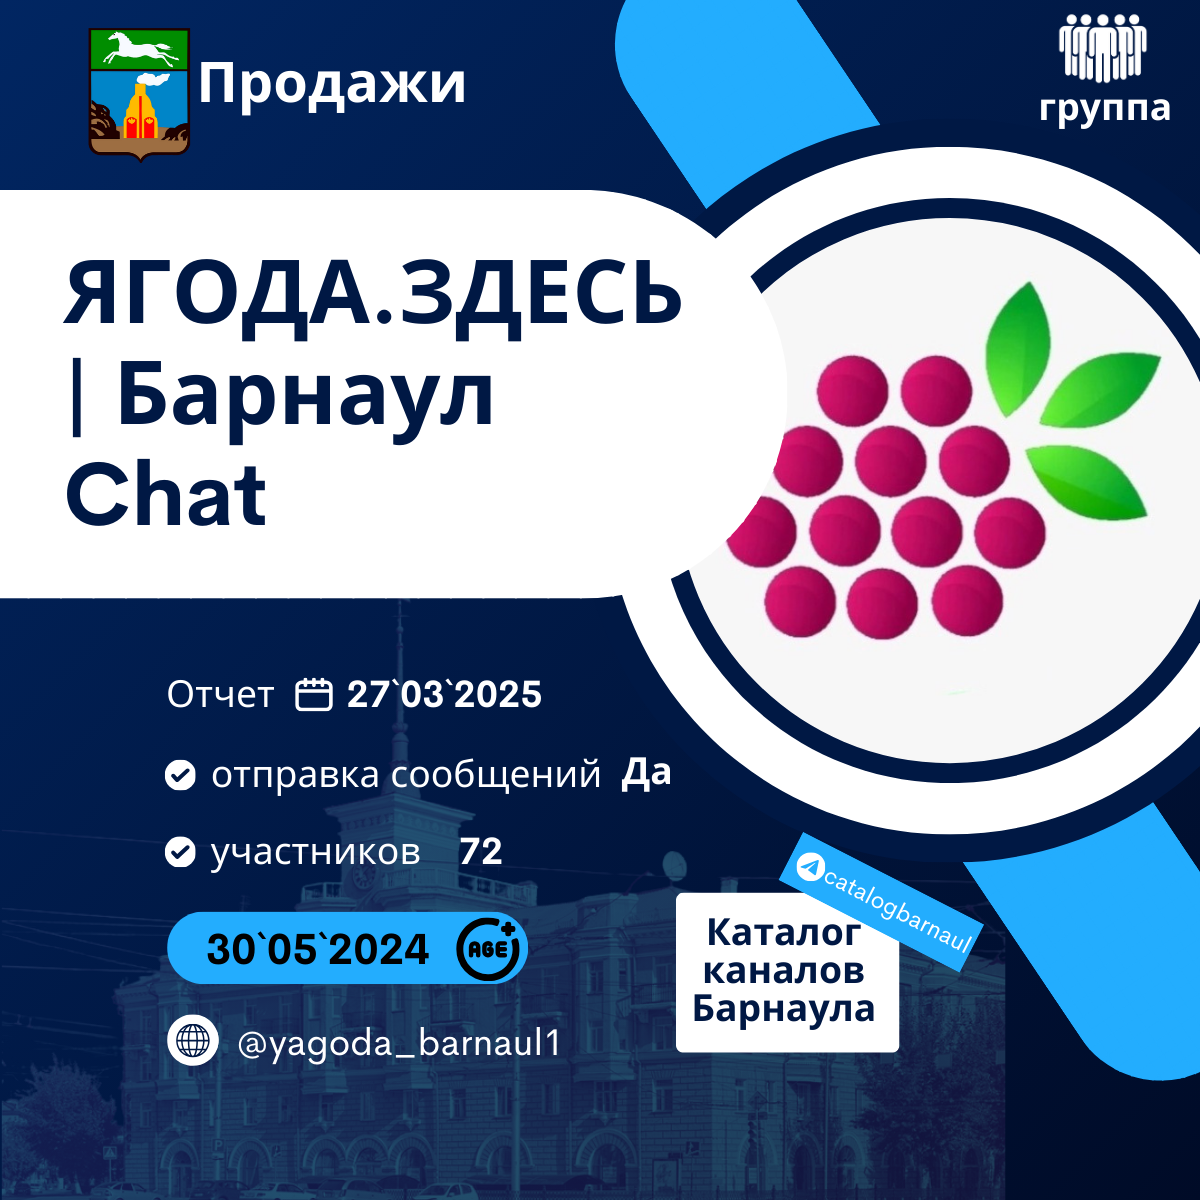 Продажи
группа
ЯГОДА.ЗДЕСЬ
| Барнаул
Chat
Отчет 27`03`2025
отправка сообщений Да
участников 72
30`05`2024 AGE+
@yagoda_barnaul1
catalogbarnaul
Каталог
каналов
Барнаула